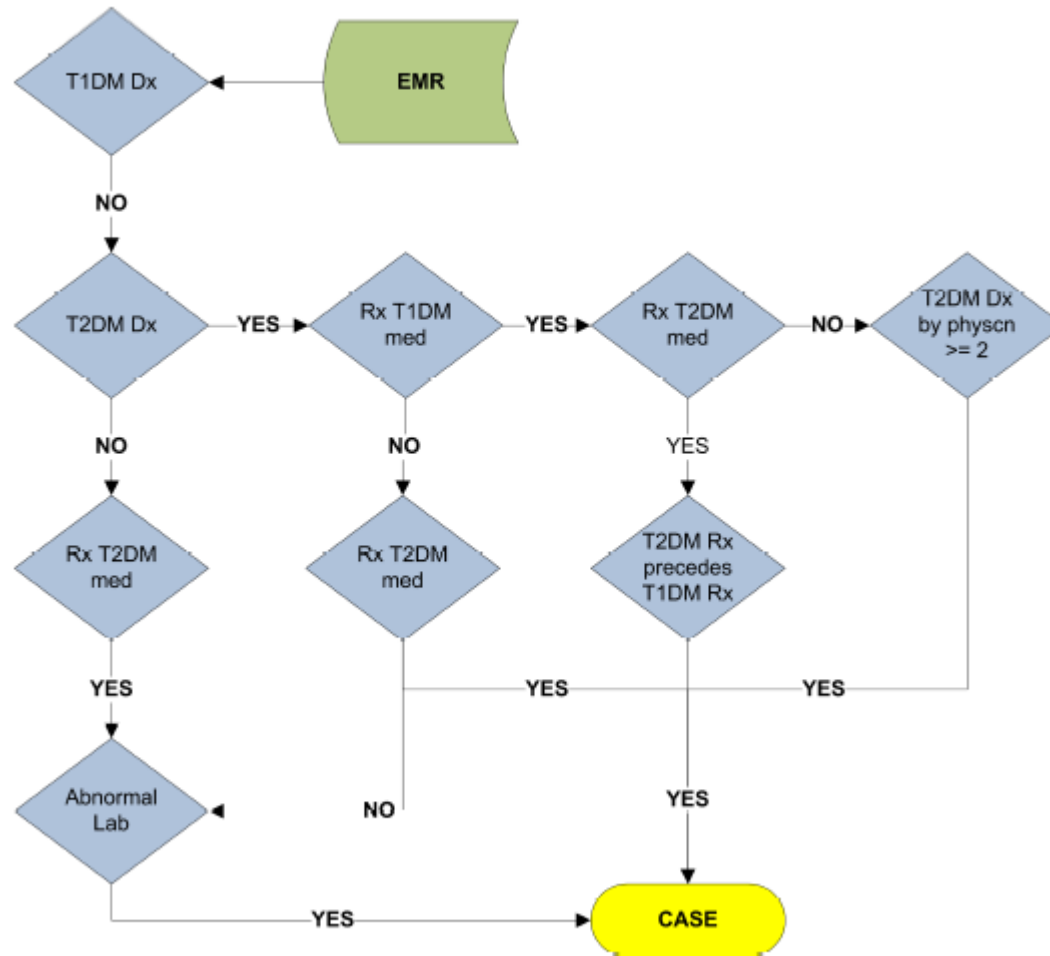 T1DM Dx
EMR
NO
T2DM Dx
YES
Rx T1DM
med
YES
Rx T2DM
med
NO
T2DM Dx
by physcn
>= 2
NO
NO
YES
Rx T2DM
med
Rx T2DM
med
T2DM Rx
precedes
T1DM Rx
YES
YES
YES
Abnormal
Lab
NO
YES
YES
CASE